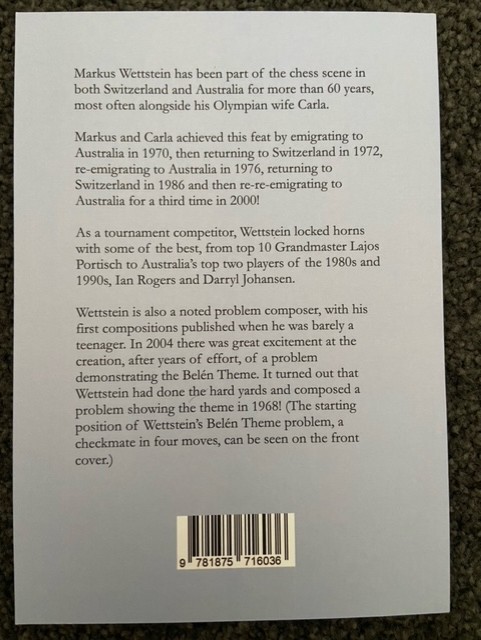 Markus Wettstein has been part of the chess scene in
both Switzerland and Australia for more than 60 years,
most often alongside his Olympian wife Carla.
Markus and Carla achieved this feat by emigrating to
Australia in 1970, then returning to Switzerland in 1972,
re-emigrating to Australia in 1976, returning to
Switzerland in 1986 and then re-re-emigrating to
Australia for a third time in 2000!
As a tournament competitor, Wettstein locked horns
with some of the best, from top 10 Grandmaster Lajos
Portisch to Australia's top two players of the 1980s and
1990s, Ian Rogers and Darryl Johansen.
Wettstein is also a noted problem composer, with his
first compositions published when he was barely a
teenager. In 2004 there was great excitement at the
creation, after years of effort, of a problem
demonstrating the Belén Theme. It turned out that
Wettstein had done the hard yards and composed a
problem showing the theme in 1968! (The starting
position of Wettstein's Belén Theme problem, a
checkmate in four moves, can be seen on the front
cover.)
9 781875 716036